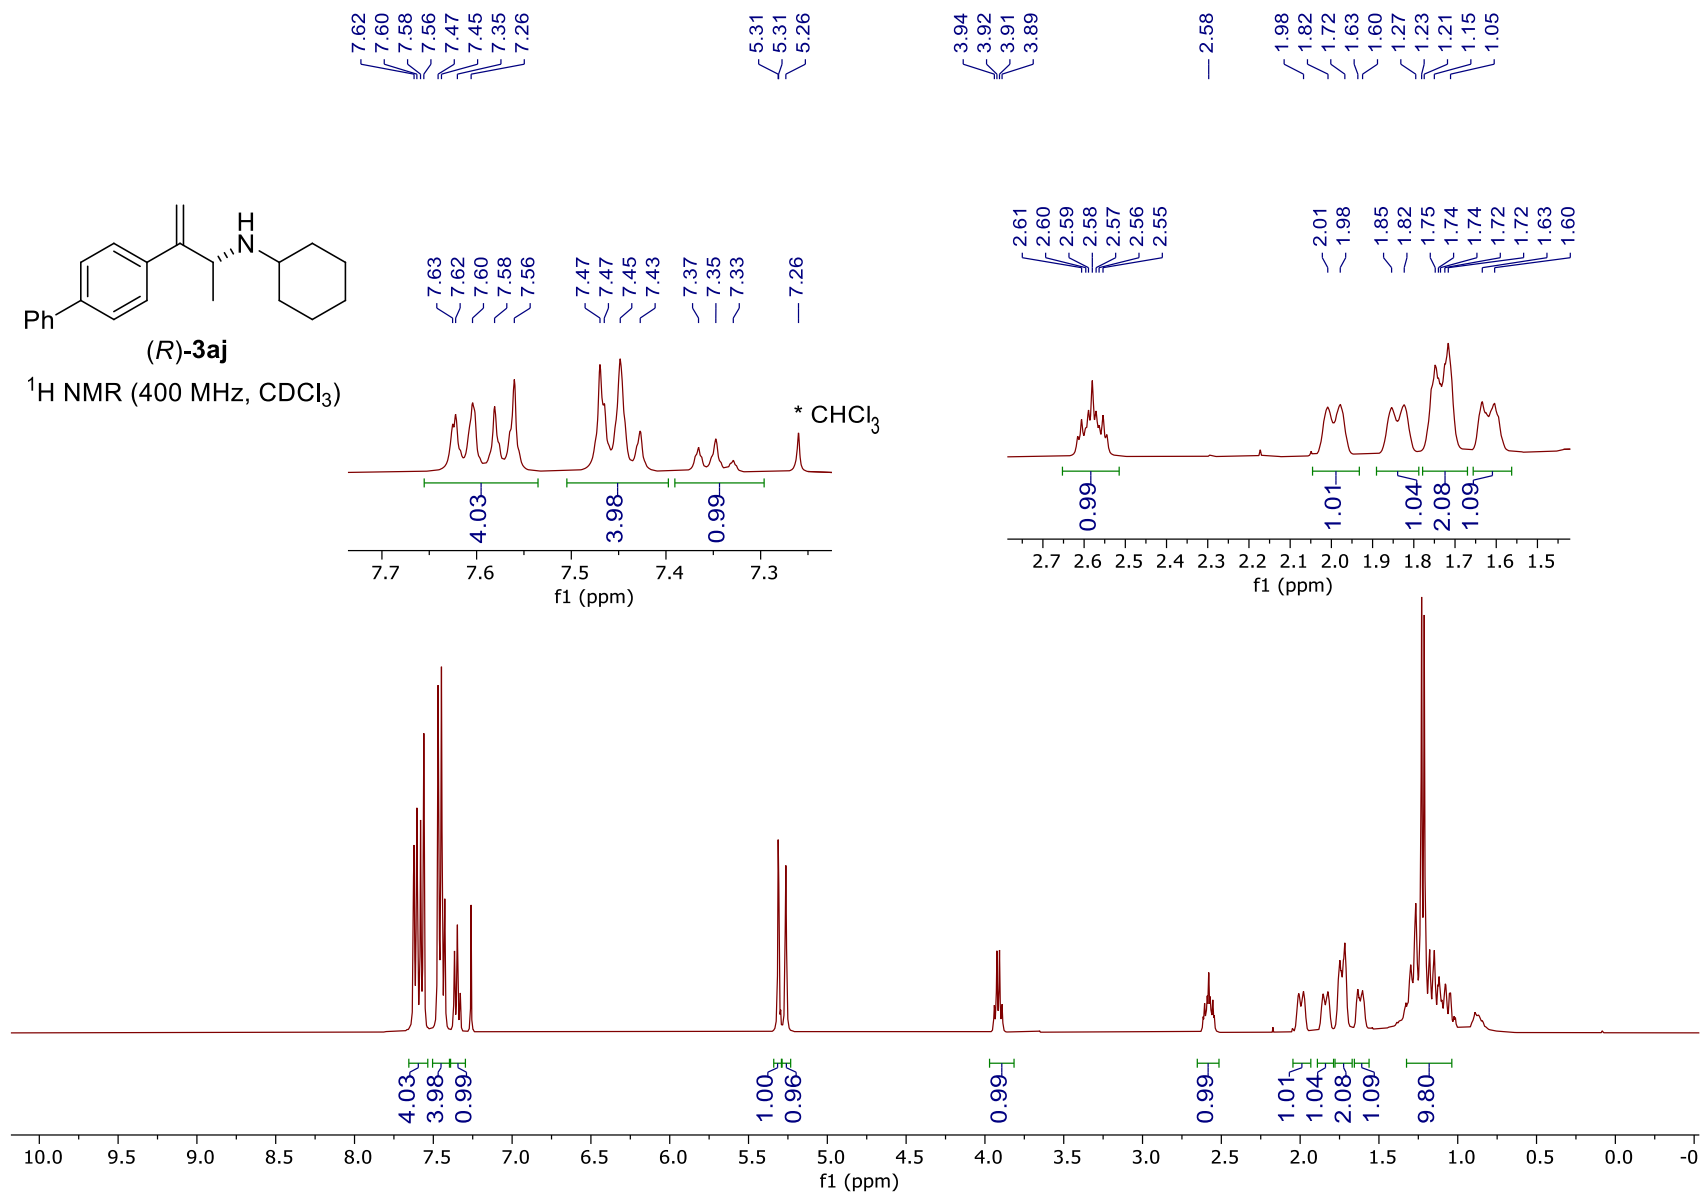 7.62 7.60 7.58 7.56 7.47 7.45 7.35 7.26 5.31 5.31 5.26 3.94 3.92 3.91 3.89 2.58 1.98 1.82 1.72 1.63 1.60 1.27 1.23 1.21 1.15 1.05
H
N
Ph
(R)-3aj
¹H NMR (400 MHz, CDCl₃)
7.63 7.62 7.60 7.58 7.56 7.47 7.47 7.45 7.43 7.37 7.35 7.33 7.26
* CHCl₃
4.03 3.98 0.99
7.7 7.6 7.5 7.4 7.3
f1 (ppm)
2.61 2.60 2.59 2.58 2.57 2.56 2.55 2.01 1.98 1.85 1.82 1.75 1.74 1.74 1.72 1.72 1.63 1.60
0.99 1.01 1.04 2.08 1.09
2.7 2.6 2.5 2.4 2.3 2.2 2.1 2.0 1.9 1.8 1.7 1.6 1.5
f1 (ppm)
4.03 3.98 0.99 1.00 0.96 0.99 0.99 1.01 1.04 2.08 1.09 9.80
10.0 9.5 9.0 8.5 8.0 7.5 7.0 6.5 6.0 5.5 5.0 4.5 4.0 3.5 3.0 2.5 2.0 1.5 1.0 0.5 0.0 -0
f1 (ppm)